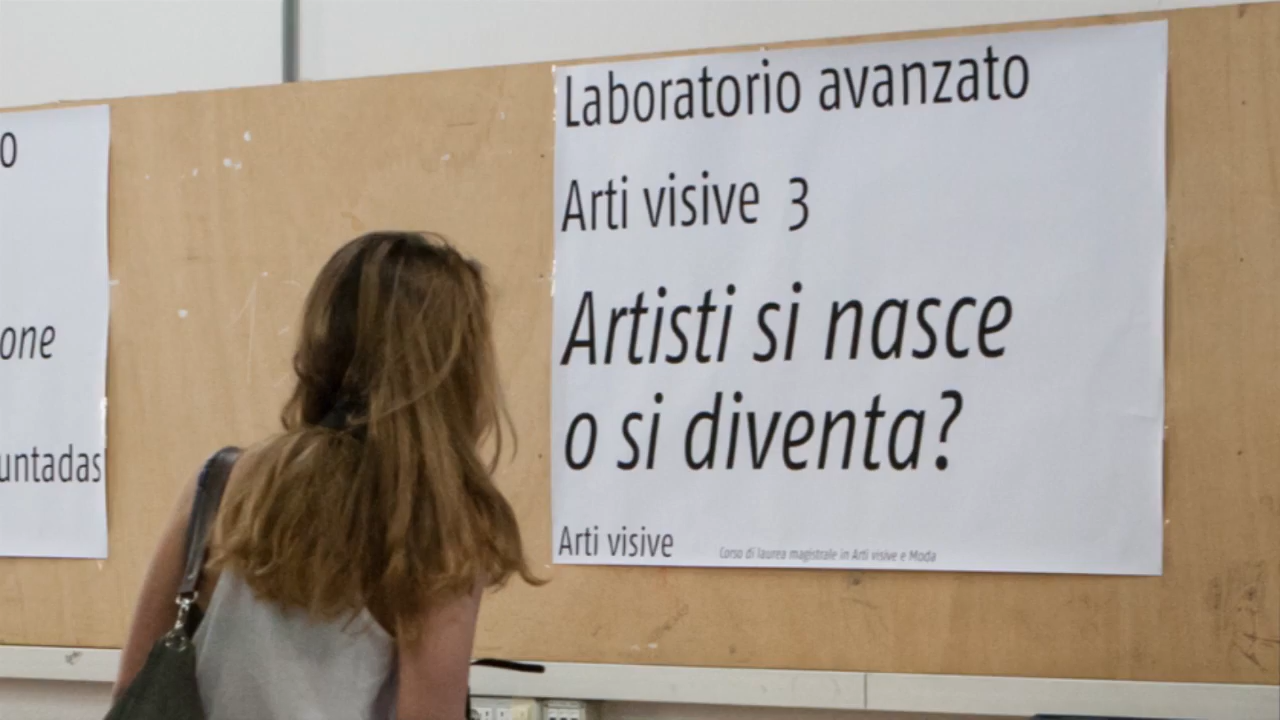 o
one
untadas
Laboratorio avanzato
Arti visive 3
Artisti si nasce
o si diventa?
Arti visive
Corso di laurea magistrale in Arti visive e Moda